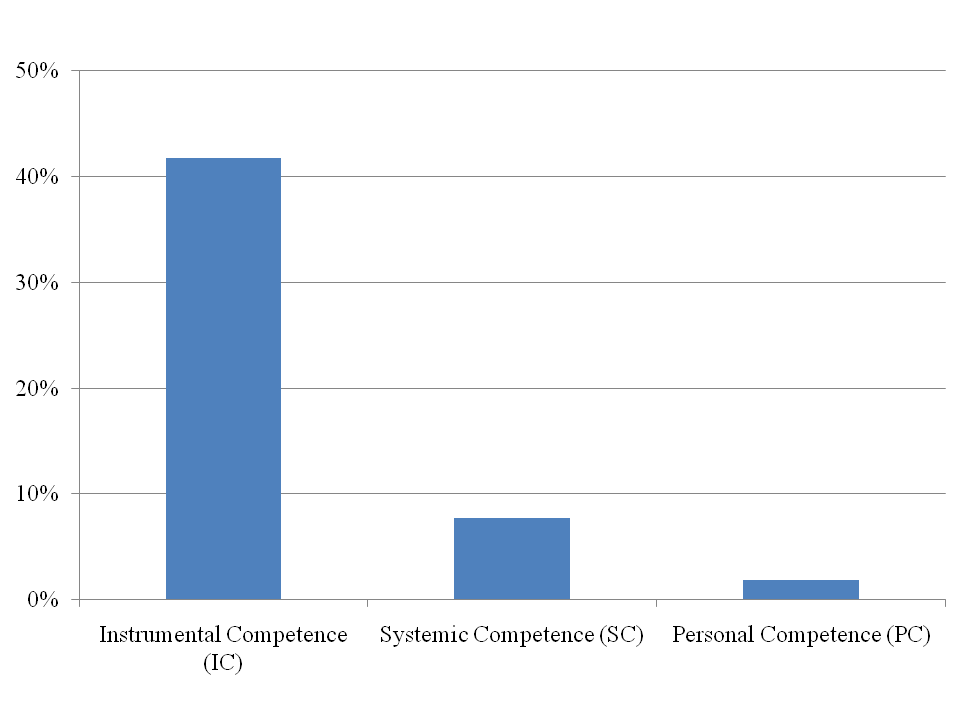 50%
40%
30%
20%
10%
0%
Instrumental Competence
(IC)
Systemic Competence (SC)
Personal Competence (PC)